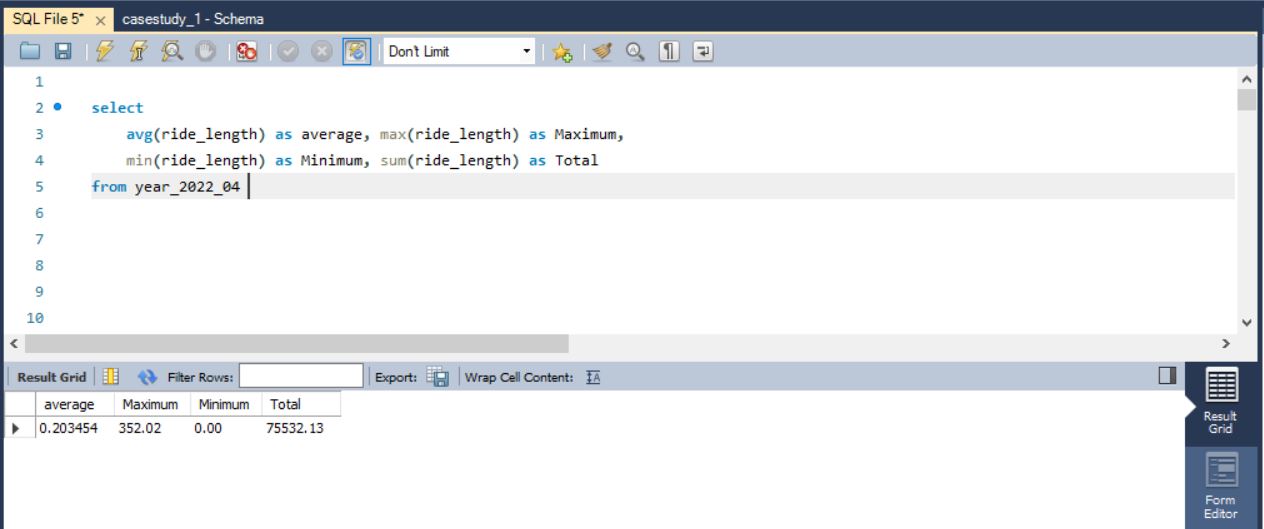 SQL File 5* × casestudy_1 - Schema
Don't Limit
1
2 select
3 avg(ride_length) as average, max(ride_length) as Maximum,
4 min(ride_length) as Minimum, sum(ride_length) as Total
5 from year_2022_04
6
7
8
9
10
Result Grid Filter Rows: Export: Wrap Cell Content:
average Maximum Minimum Total
0.203454 352.02 0.00 75532.13
Result
Grid
Form
Editor